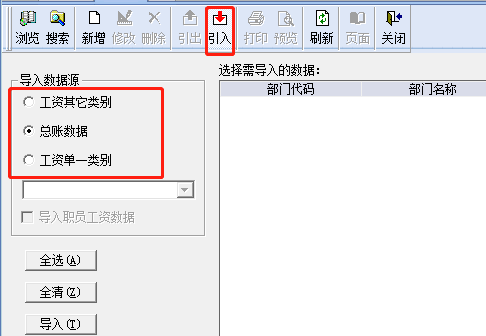 浏览 搜索 新增 修改 删除 引出 引入 打印 预览 刷新 页面 关闭
导入数据源
工资其它类别
总账数据
工资单一类别
导入职员工资数据
全选(A)
全清(Z)
导入(T)
选择需导入的数据:
部门代码 部门名称